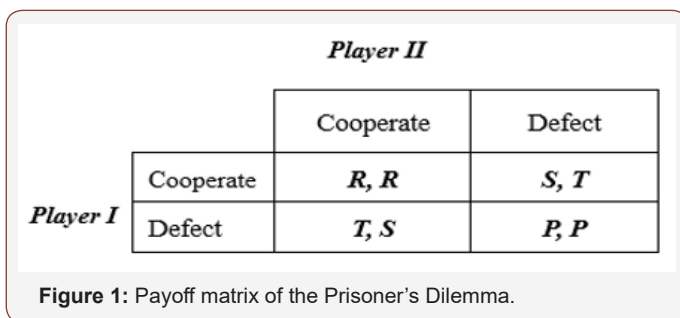 Player II
Cooperate Defect
Cooperate R, R S, T
Player I
Defect T, S P, P
Figure 1: Payoff matrix of the Prisoner's Dilemma.